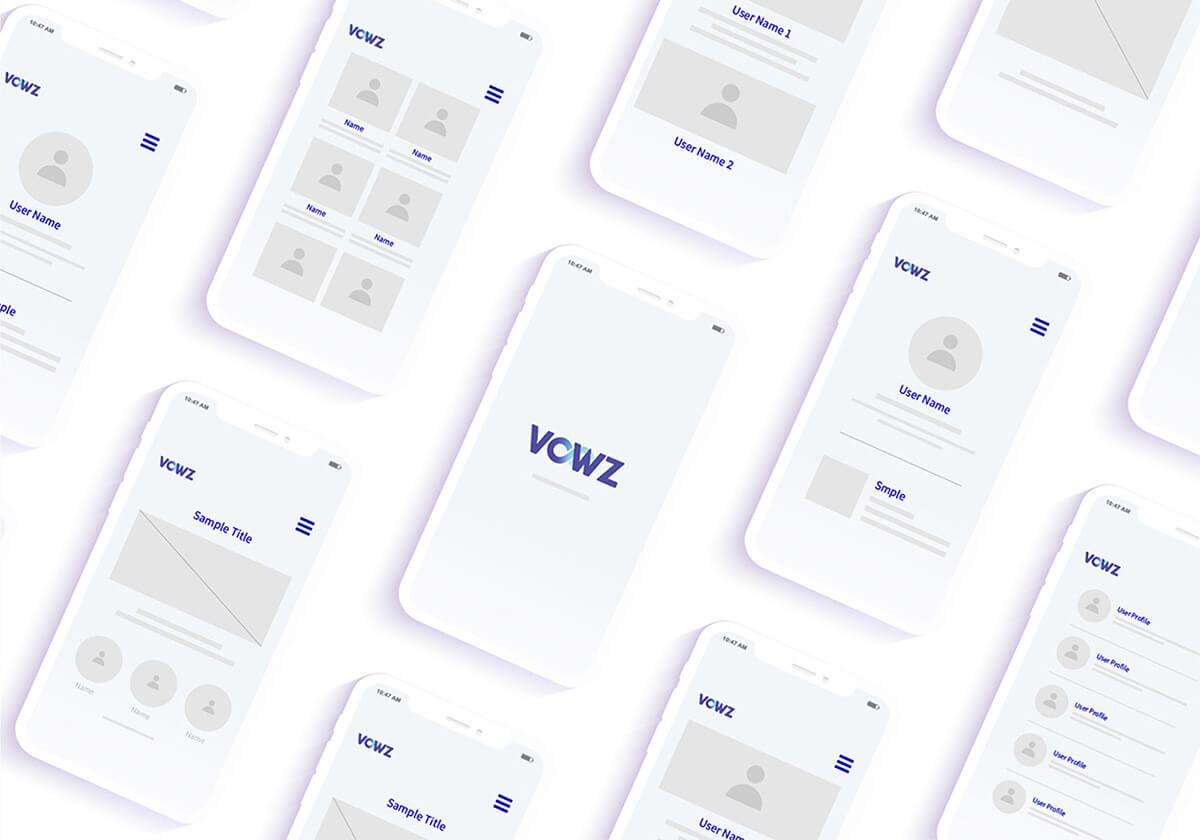 10:47 AM
VOWZ
User Name
ple
VOWZ
Name
Name
Name
Name
User Name 1
User Name 2
10:47 AM
VOWZ
Sample Title
Name
Name
Name
10:47 AM
VOWZ
10:47 AM
VOWZ
User Name
Smple
10:47 AM
VOWZ
Sample Title
10:47 AM
VOWZ
User Nam
10:47 AM
VOWZ
User Profile
User Profile
User Profile
User Profile
User Profile